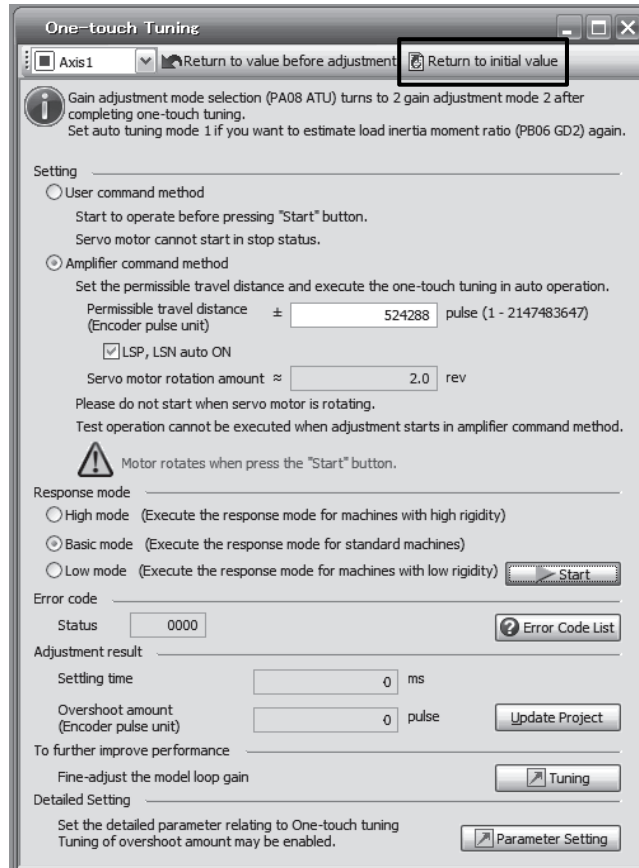 One-touch Tuning
Axis1 Return to value before adjustment Return to initial value
Gain adjustment mode selection (PA08 ATU) turns to 2 gain adjustment mode 2 after
completing one-touch tuning.
Set auto tuning mode 1 if you want to estimate load inertia moment ratio (PB06 GD2) again.
Setting
User command method
Start to operate before pressing "Start" button.
Servo motor cannot start in stop status.
Amplifier command method
Set the permissible travel distance and execute the one-touch tuning in auto operation.
Permissible travel distance
(Encoder pulse unit) ± 524288 pulse (1 - 2147483647)
LSP, LSN auto ON
Servo motor rotation amount ≈ 2.0 rev
Please do not start when servo motor is rotating.
Test operation cannot be executed when adjustment starts in amplifier command method.
Motor rotates when press the "Start" button.
Response mode
High mode (Execute the response mode for machines with high rigidity)
Basic mode (Execute the response mode for standard machines)
Low mode (Execute the response mode for machines with low rigidity) Start
Error code
Status 0000 Error Code List
Adjustment result
Settling time 0 ms
Overshoot amount
(Encoder pulse unit) 0 pulse Update Project
To further improve performance
Fine-adjust the model loop gain Tuning
Detailed Setting
Set the detailed parameter relating to One-touch tuning
Tuning of overshoot amount may be enabled. Parameter Setting